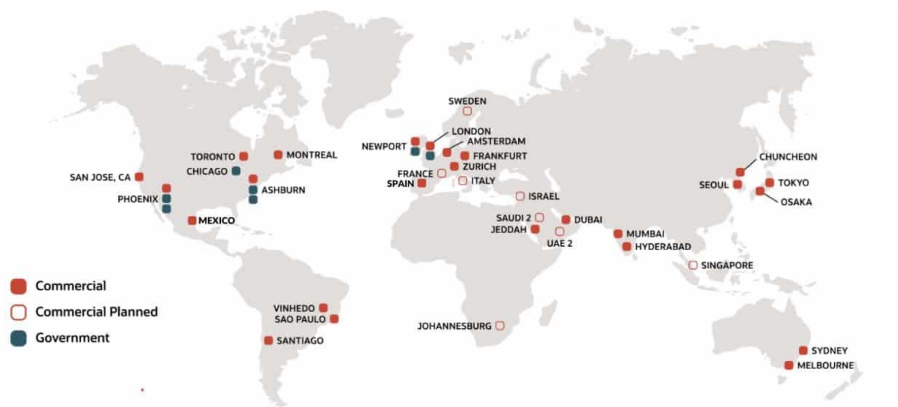 SWEDEN
LONDON
AMSTERDAM
NEWPORT
FRANKFURT
ZURICH
FRANCE
ITALY
SPAIN
ISRAEL
TORONTO
MONTREAL
CHICAGO
SAN JOSE, CA
ASHBURN
PHOENIX
MEXICO
CHUNCHEON
SEOUL
TOKYO
OSAKA
SAUDI 2
DUBAI
JEDDAH
UAE 2
MUMBAI
HYDERABAD
SINGAPORE
Commercial
Commercial Planned
Government
VINHEDO
SAO PAULO
SANTIAGO
JOHANNESBURG
SYDNEY
MELBOURNE